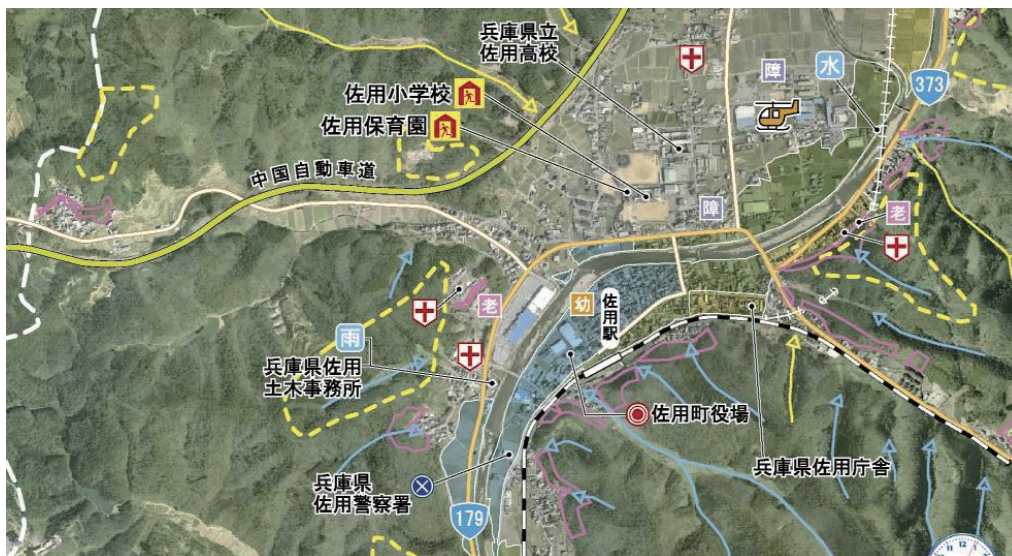 兵庫県立
佐用高校
障
水
373
佐用小学校
佐用保育園
中国自動車道
障
老
老
幼
佐用駅
雨
兵庫県佐用
土木事務所
佐用町役場
兵庫県佐用庁舎
兵庫県
佐用警察署
179